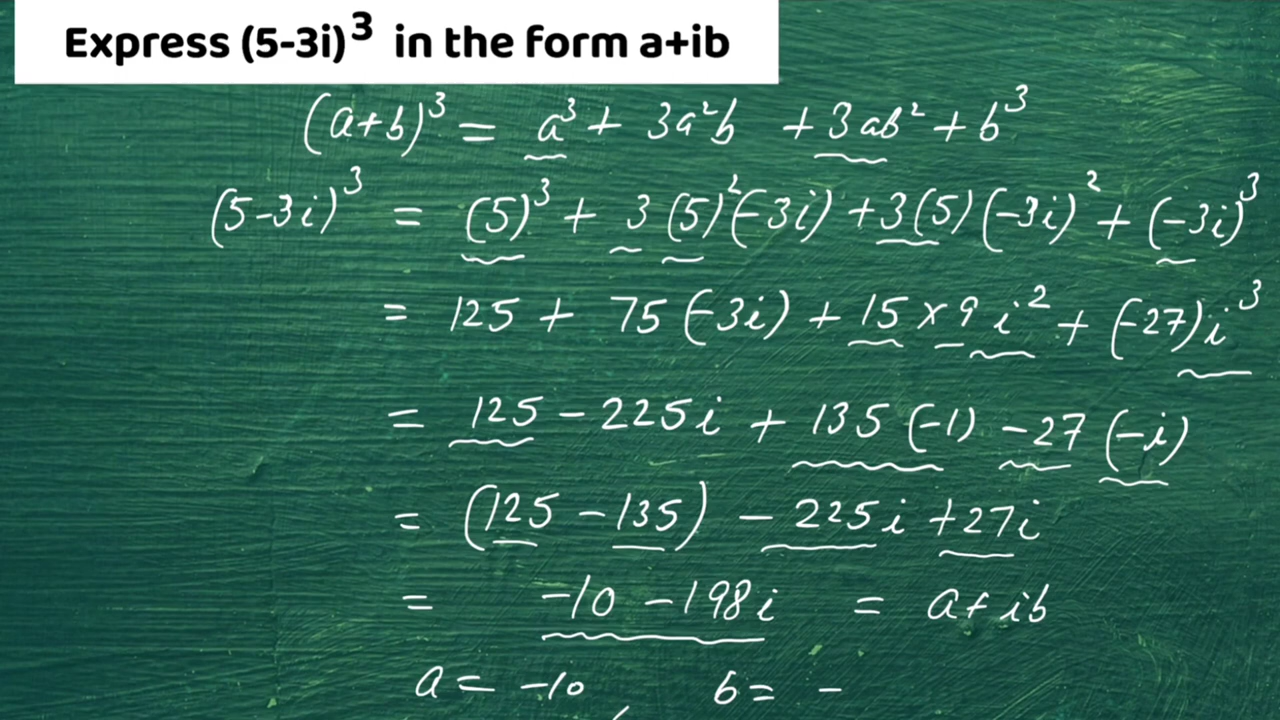 Express (5-3i)³ in the form a+ib
(a+b)³ = a³ + 3a²b + 3ab² + b³
(5-3i)³ = (5)³ + 3(5)²(-3i) + 3(5)(-3i)² + (-3i)³
= 125 + 75(-3i) + 15×9i² + (-27)i³
= 125 - 225i + 135(-1) - 27(-i)
= (125 - 135) - 225i + 27i
= -10 - 198i = a+ib
a = -10, b = -